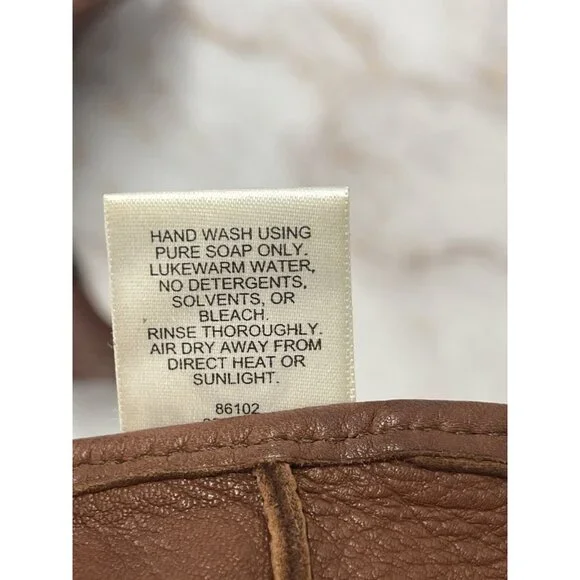 HAND WASH USING
PURE SOAP ONLY.
LUKEWARM WATER,
NO DETERGENTS,
SOLVENTS, OR
BLEACH.
RINSE THOROUGHLY.
AIR DRY AWAY FROM
DIRECT HEAT OR
SUNLIGHT.
86102